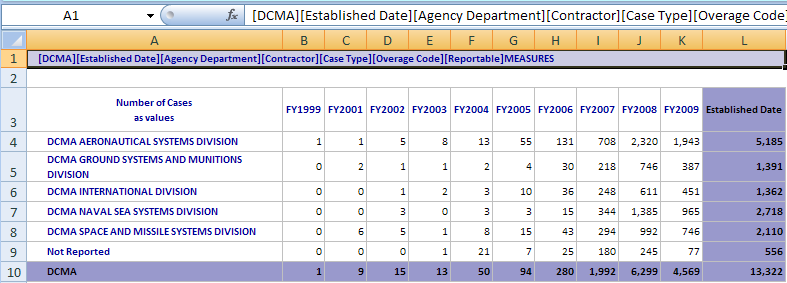 A1 fx [DCMA][Established Date][Agency Department][Contractor][Case Type][Overage Code]
A B C D E F G H I J K L
1 [DCMA][Established Date][Agency Department][Contractor][Case Type][Overage Code][Reportable]MEASURES
2
3 Number of Cases as values FY1999 FY2001 FY2002 FY2003 FY2004 FY2005 FY2006 FY2007 FY2008 FY2009 Established Date
4 DCMA AERONAUTICAL SYSTEMS DIVISION 1 1 5 8 13 55 131 708 2,320 1,943 5,185
5 DCMA GROUND SYSTEMS AND MUNITIONS DIVISION 0 2 1 1 2 4 30 218 746 387 1,391
6 DCMA INTERNATIONAL DIVISION 0 0 1 2 3 10 36 248 611 451 1,362
7 DCMA NAVAL SEA SYSTEMS DIVISION 0 0 3 0 3 3 15 344 1,385 965 2,718
8 DCMA SPACE AND MISSILE SYSTEMS DIVISION 0 6 5 1 8 15 43 294 992 746 2,110
9 Not Reported 0 0 0 1 21 7 25 180 245 77 556
10 DCMA 1 9 15 13 50 94 280 1,992 6,299 4,569 13,322